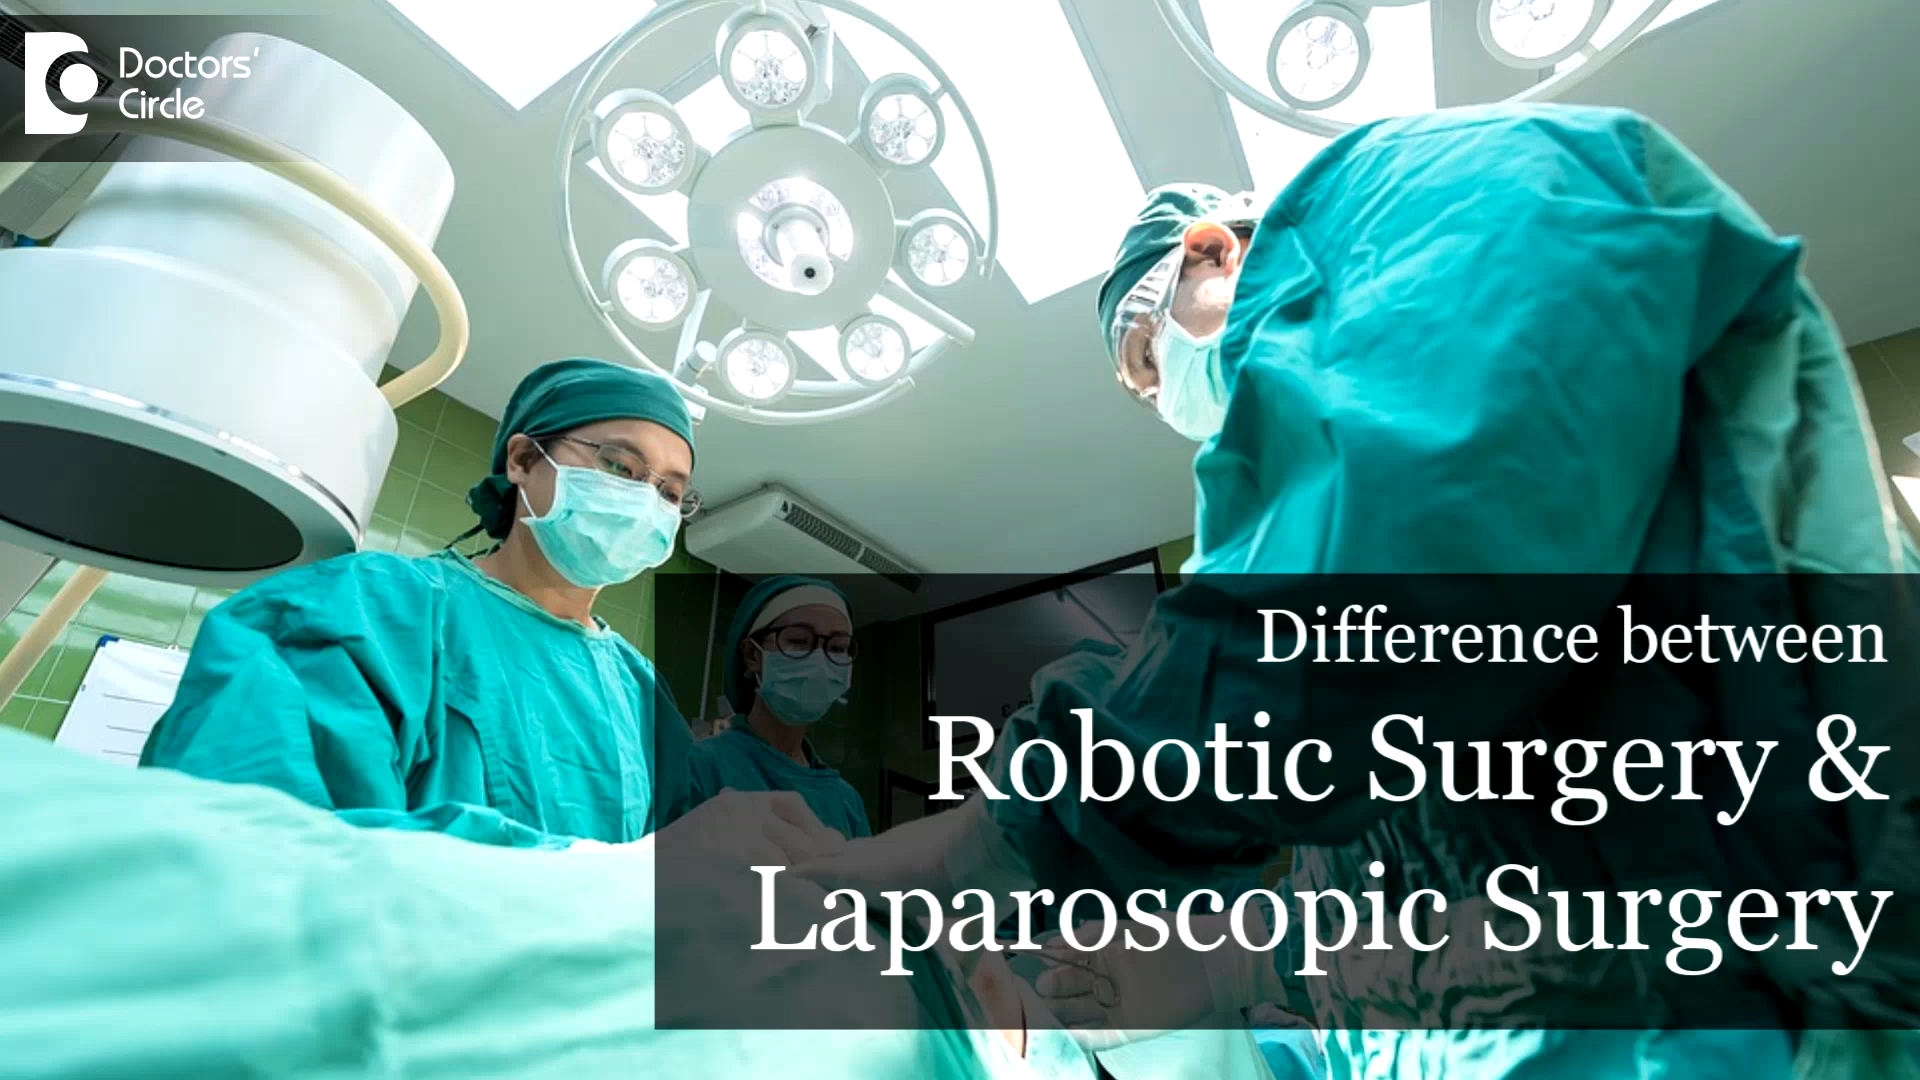 Doctors'
Circle
Difference between
Robotic Surgery &
Laparoscopic Surgery